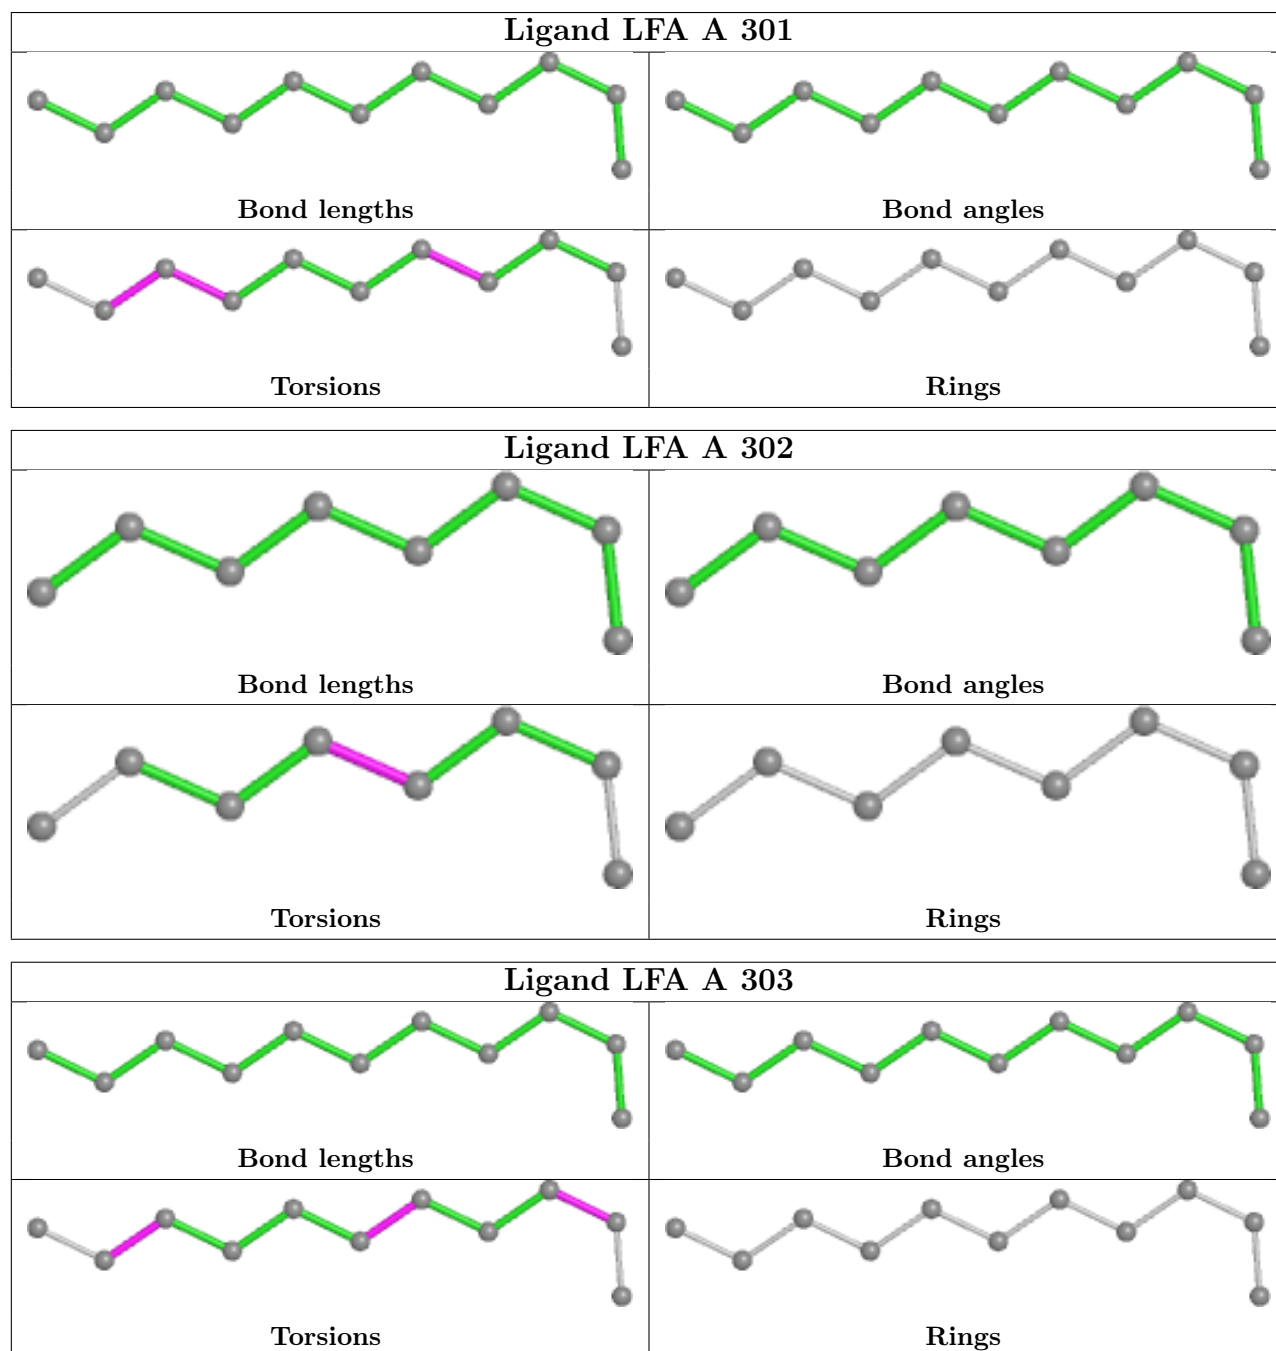 Ligand LFA A 301
Bond lengths
Bond angles
Torsions
Rings
Ligand LFA A 302
Bond lengths
Bond angles
Torsions
Rings
Ligand LFA A 303
Bond lengths
Bond angles
Torsions
Rings